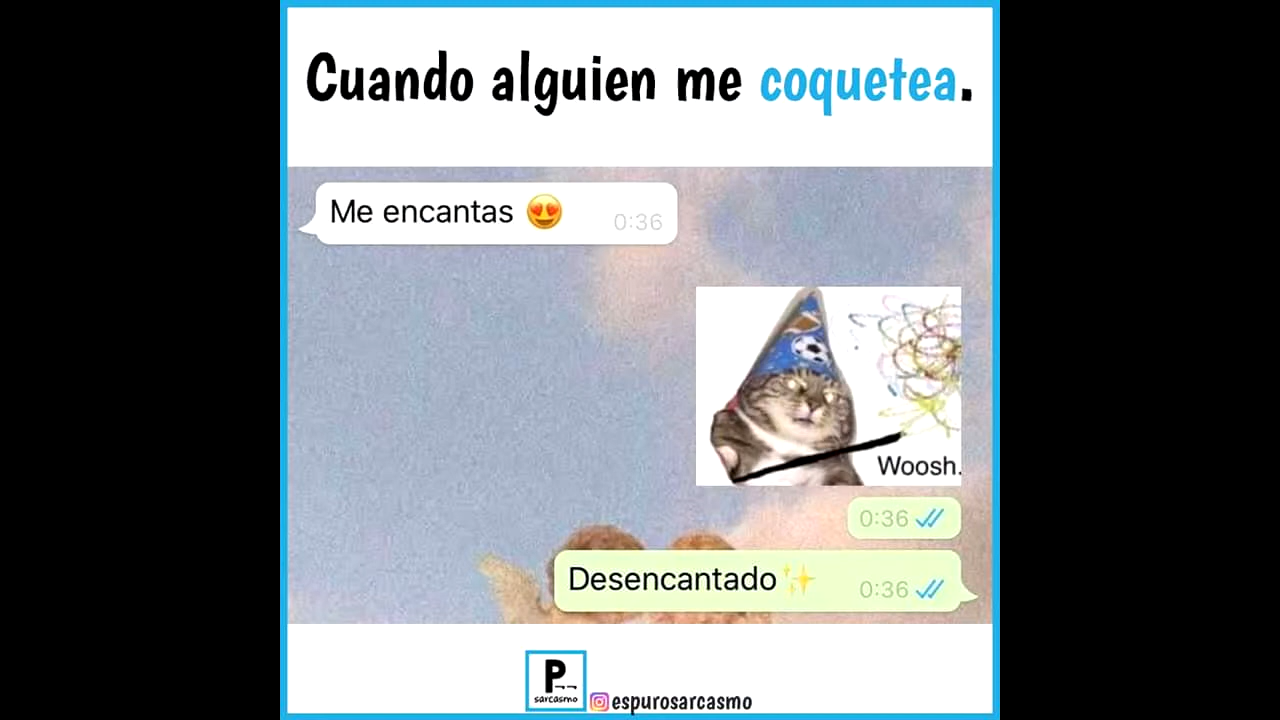 Cuando alguien me coquetea.
Me encantas 😍 0:36
Woosh.
0:36
Desencantado✨ 0:36
P--
sarcasmo
espurosarcasmo